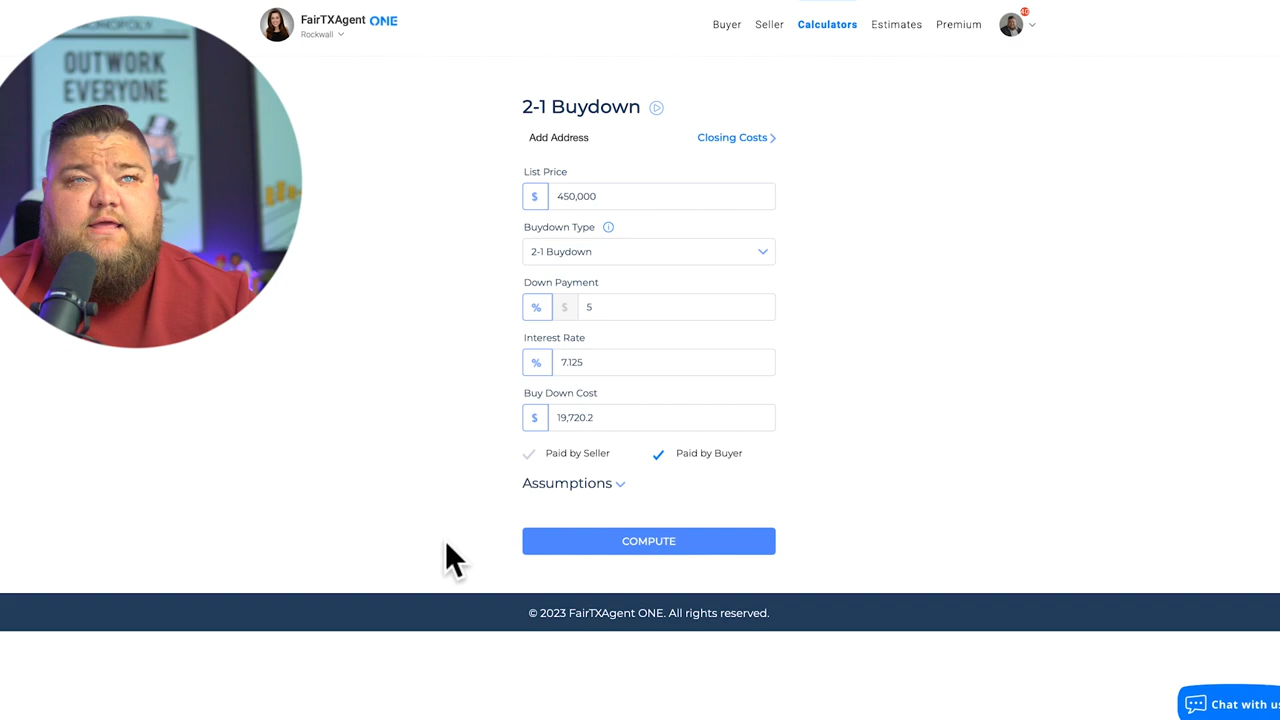 MONOPOLY
OUTWORK
EVERYONE
FairTXAgent ONE
Rockwall
Buyer
Seller
Calculators
Estimates
Premium
2-1 Buydown
Add Address
Closing Costs
List Price
$ 450,000
Buydown Type
2-1 Buydown
Down Payment
% $ 5
Interest Rate
% 7.125
Buy Down Cost
$ 19,720.2
Paid by Seller
Paid by Buyer
Assumptions
COMPUTE
© 2023 FairTXAgent ONE. All rights reserved.
Chat with us